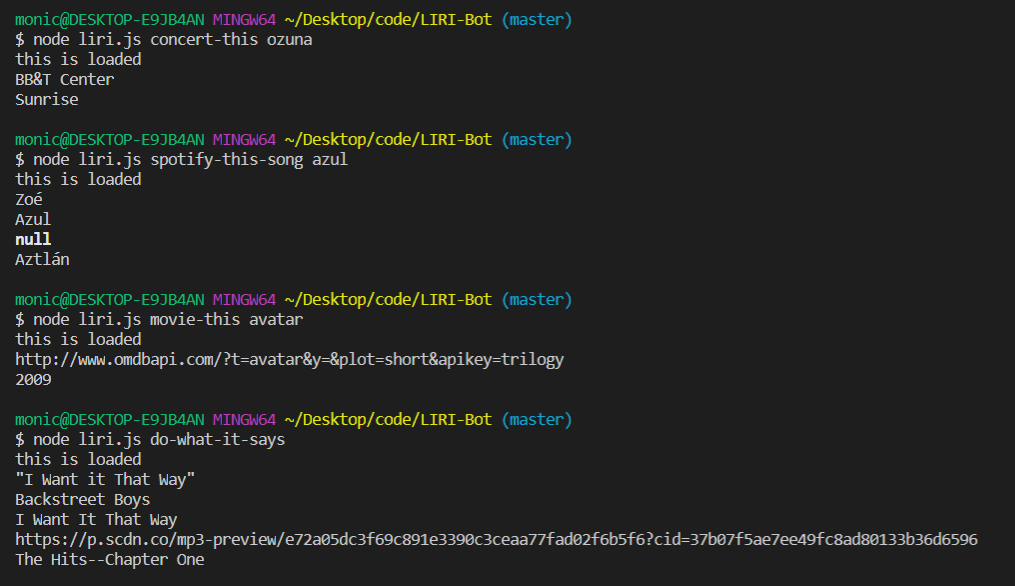 monic@DESKTOP-E9JB4AN MINGW64 ~/Desktop/code/LIRI-Bot (master)
$ node liri.js concert-this ozuna
this is loaded
BB&T Center
Sunrise
monic@DESKTOP-E9JB4AN MINGW64 ~/Desktop/code/LIRI-Bot (master)
$ node liri.js spotify-this-song azul
this is loaded
Zoé
Azul
null
Aztlán
monic@DESKTOP-E9JB4AN MINGW64 ~/Desktop/code/LIRI-Bot (master)
$ node liri.js movie-this avatar
this is loaded
http://www.omdbapi.com/?t=avatar&y=&plot=short&apikey=trilogy
2009
monic@DESKTOP-E9JB4AN MINGW64 ~/Desktop/code/LIRI-Bot (master)
$ node liri.js do-what-it-says
this is loaded
"I Want it That Way"
Backstreet Boys
I Want It That Way
https://p.scdn.co/mp3-preview/e72a05dc3f69c891e3390c3ceaa77fad02f6b5f6?cid=37b07f5ae7ee49fc8ad80133b36d6596
The Hits--Chapter One